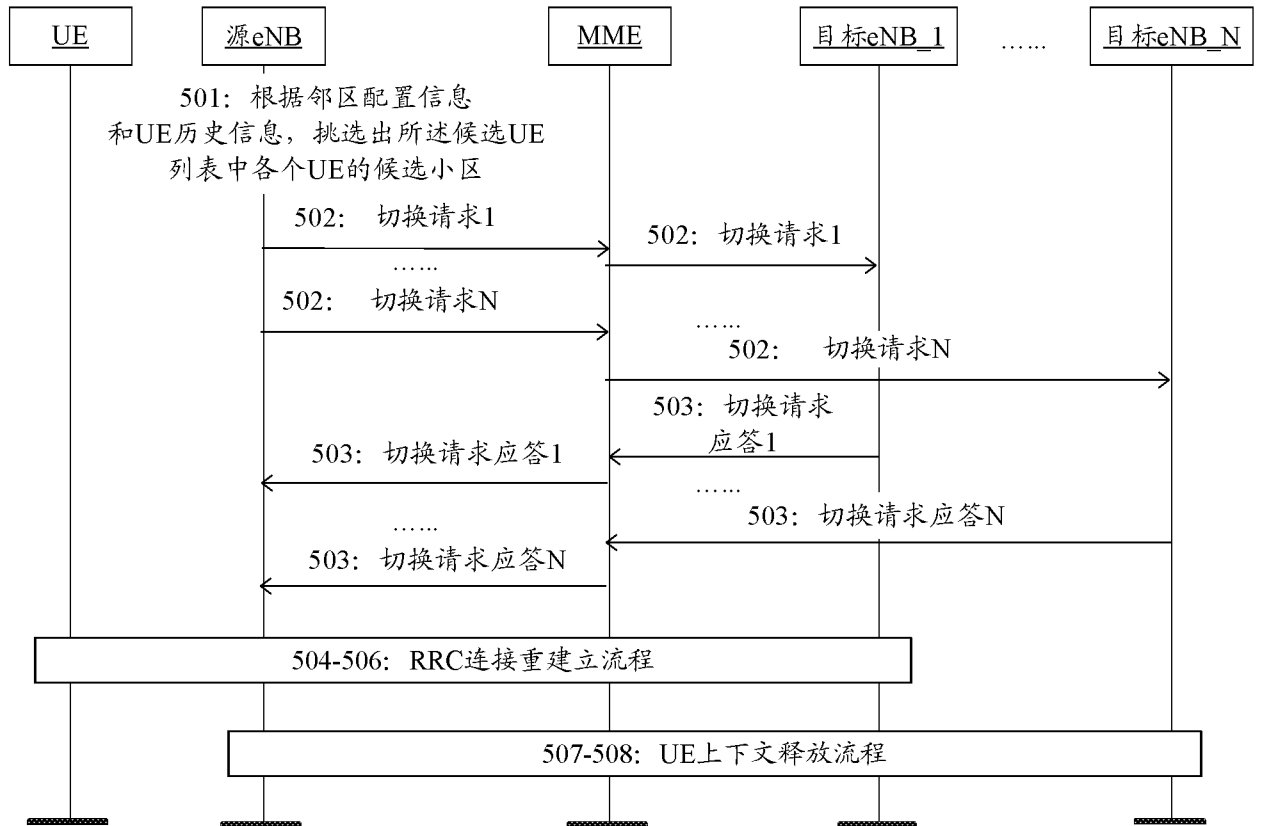 UE
源eNB
MME
目标eNB_1
……
目标eNB_N
501：根据邻区配置信息
和UE历史信息，挑选出所述候选UE
列表中各个UE的候选小区
502： 切换请求1
502：切换请求1
……
502： 切换请求N
……
502： 切换请求N
503：切换请求
应答1
503：切换请求应答1
……
503：切换请求应答N
……
503：切换请求应答N
504-506：RRC连接重建立流程
507-508：UE上下文释放流程